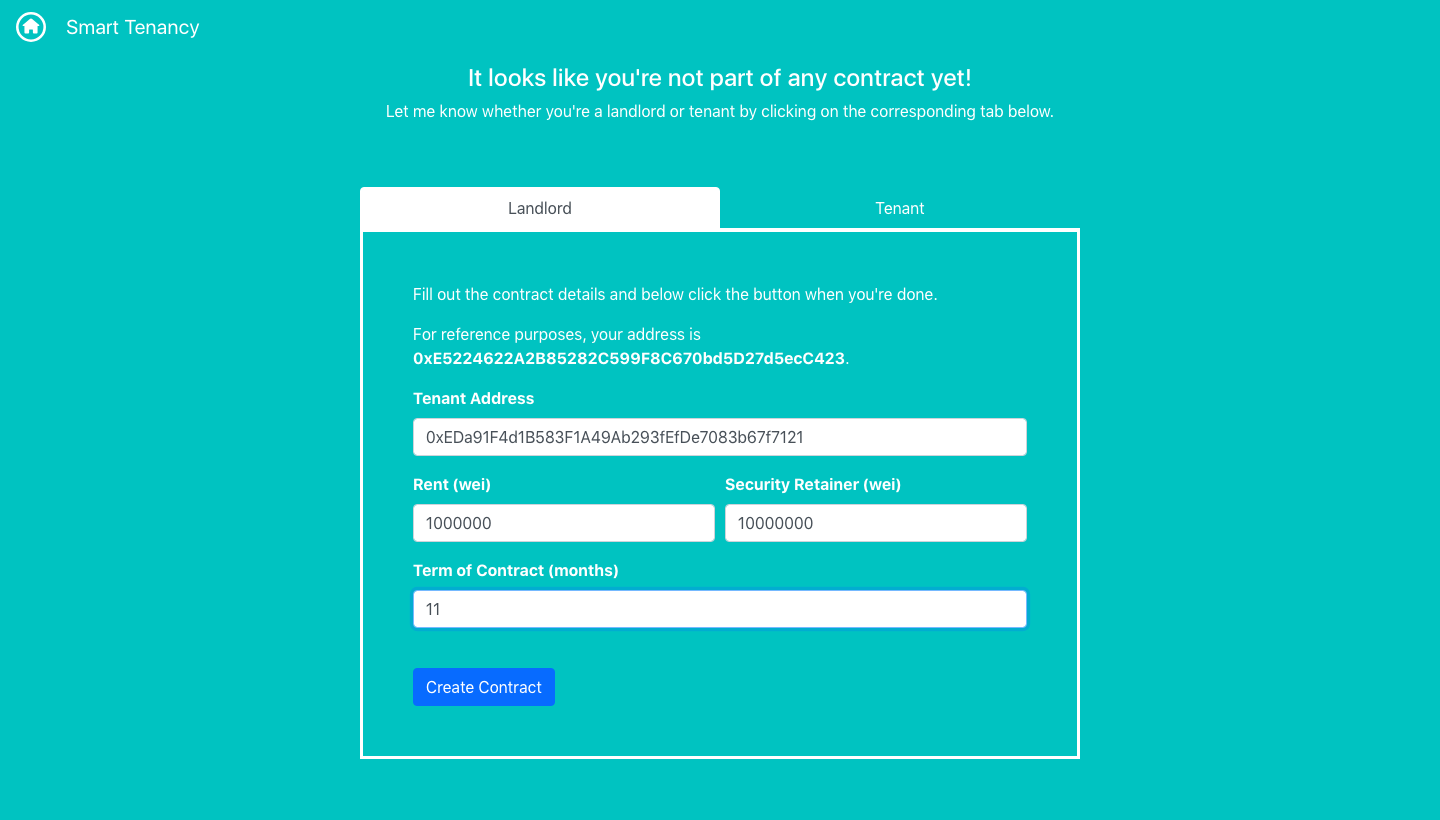 Smart Tenancy
It looks like you're not part of any contract yet!
Let me know whether you're a landlord or tenant by clicking on the corresponding tab below.
Landlord
Tenant
Fill out the contract details and below click the button when you're done.
For reference purposes, your address is
0xE5224622A2B85282C599F8C670bd5D27d5ecC423.
Tenant Address
0xEDa91F4d1B583F1A49Ab293fEfDe7083b67f7121
Rent (wei)
Security Retainer (wei)
1000000
10000000
Term of Contract (months)
11
Create Contract